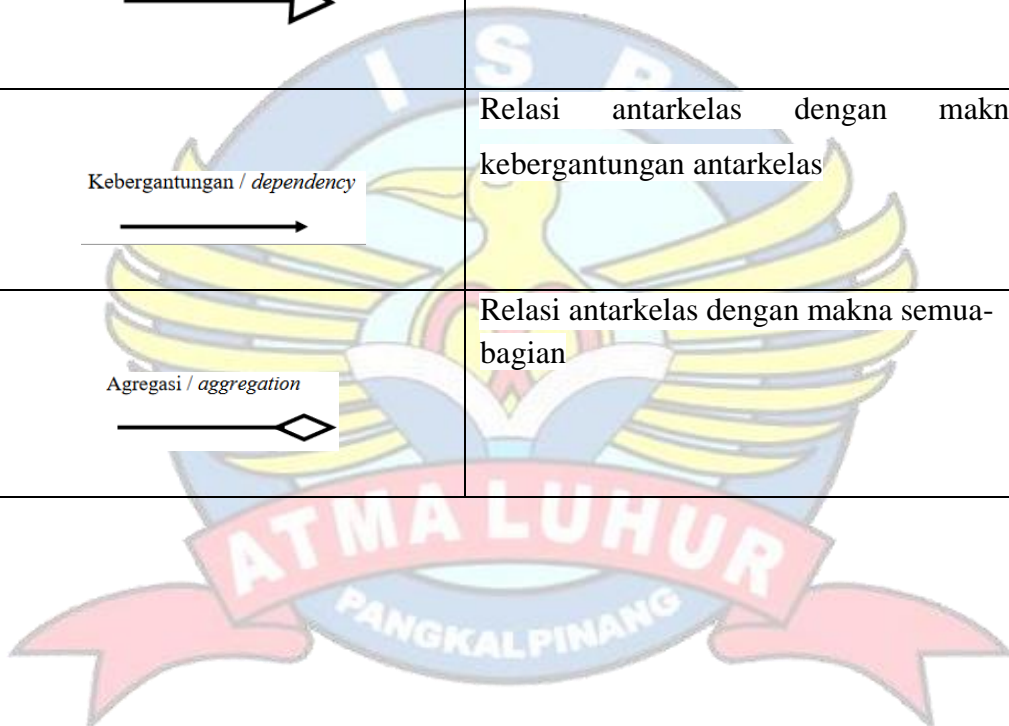 ISB
Relasi antarkelas dengan makn
kebergantungan antarkelas
Kebergantungan / dependency
Relasi antarkelas dengan makna semua-
bagian
Agregasi / aggregation
ATMA LUHUR
PANGKALPINANG